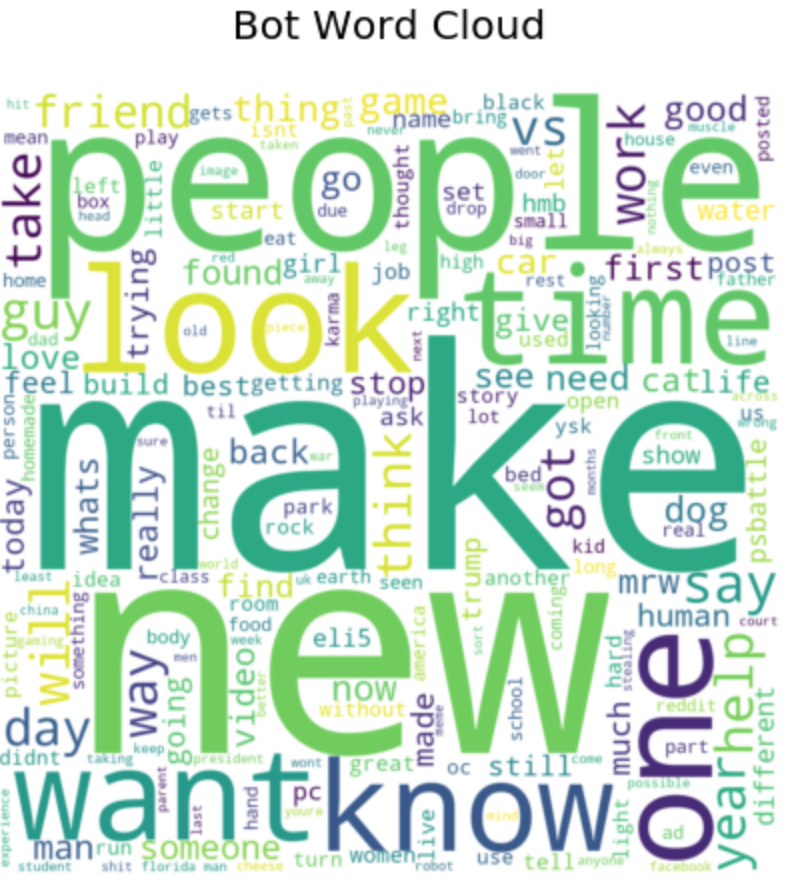 Bot Word Cloud
hit friend gets thing past game name bring black vs work good posted
mean play isnt taken never went house muscle
people
take left box head little image start go due thought set drop hmb small door let nothing even water
eat leg big always
home trying found red girl away job high car rest first post father
guy look old piece karma right time give used looking number line
dad love next
feel build best getting stop see need cat life
person homemade til playing ask story lot open ysk across us wrong
make
today whats sure really change back war park rock think bed seem got months front show dog real psbattle
kid long
least idea class world find uk earth seen trump another mrw say
china will something room food week human court
new
picture gaming body men way going video better eli5 now without america sort coming school hard stealing one help reddit
day made meme much part different
didnt taking keep president wont great oc still come possible
want parent last hand pc youre know mind light ad year
experience man run someone live
student shit florida man cheese turn women robot use tell anyone facebook